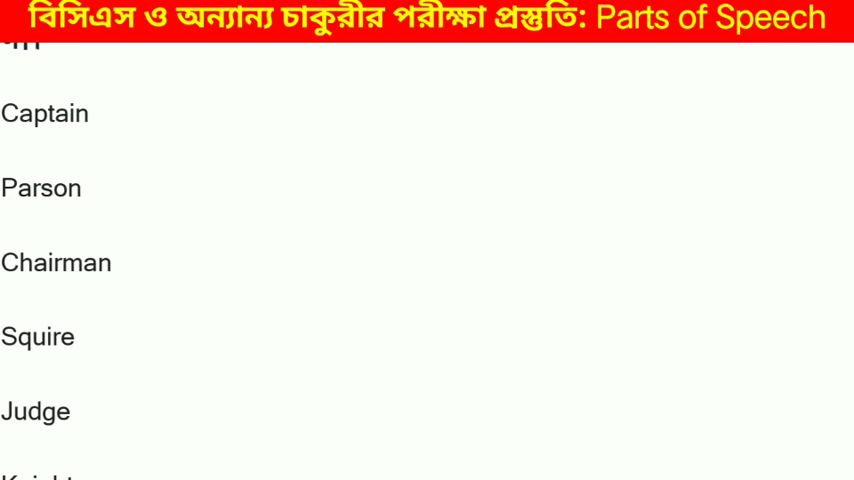 বিসিএস ও অন্যান্য চাকুরীর পরীক্ষা প্রস্তুতি: Parts of Speech
Captain
Parson
Chairman
Squire
Judge